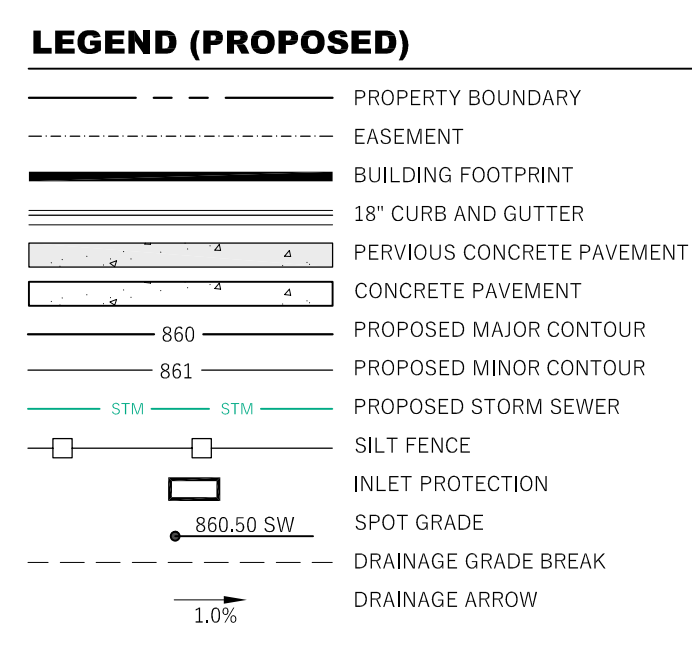 LEGEND (PROPOSED)
PROPERTY BOUNDARY
EASEMENT
BUILDING FOOTPRINT
18" CURB AND GUTTER
PERVIOUS CONCRETE PAVEMENT
CONCRETE PAVEMENT
860 PROPOSED MAJOR CONTOUR
861 PROPOSED MINOR CONTOUR
STM STM PROPOSED STORM SEWER
SILT FENCE
INLET PROTECTION
860.50 SW SPOT GRADE
DRAINAGE GRADE BREAK
DRAINAGE ARROW
1.0%